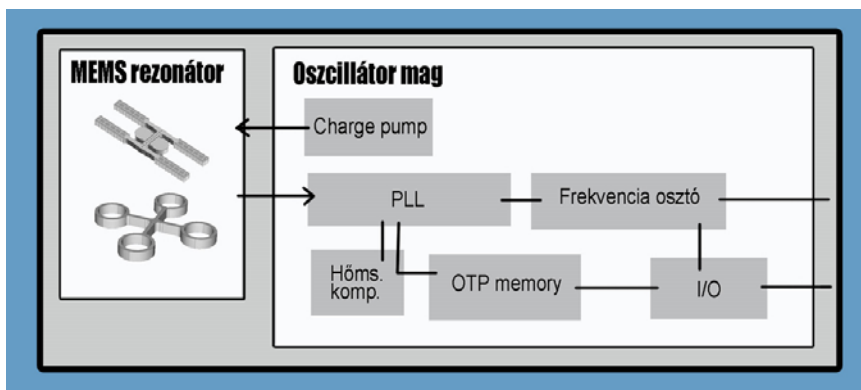 MEMS rezonátor
Oszcillátor mag
Charge pump
PLL
Frekvencia osztó
Hőms.
komp.
OTP memory
I/O